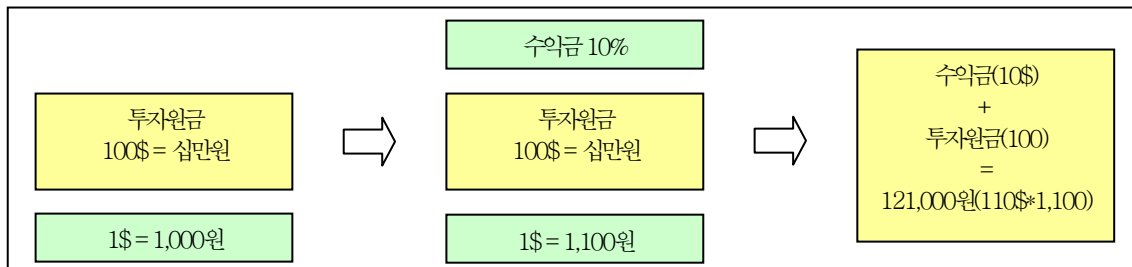 투자원금
100$ = 십만원
1$ = 1,000원
수익금 10%
투자원금
100$ = 십만원
1$ = 1,100원
수익금(10$)
+
투자원금(100)
=
121,000원(110$*1,100)